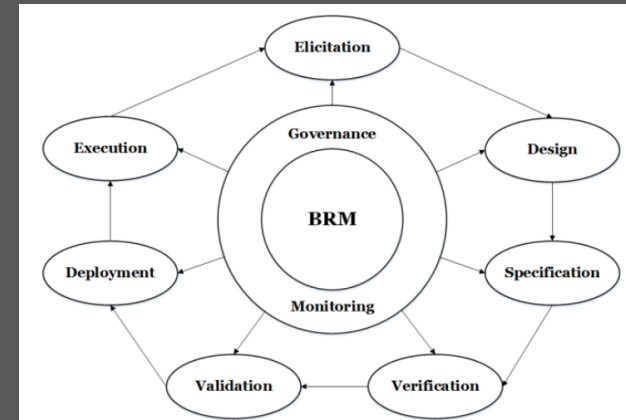 Elicitation
Governance
Execution
Design
BRM
Deployment
Specification
Monitoring
Validation
Verification